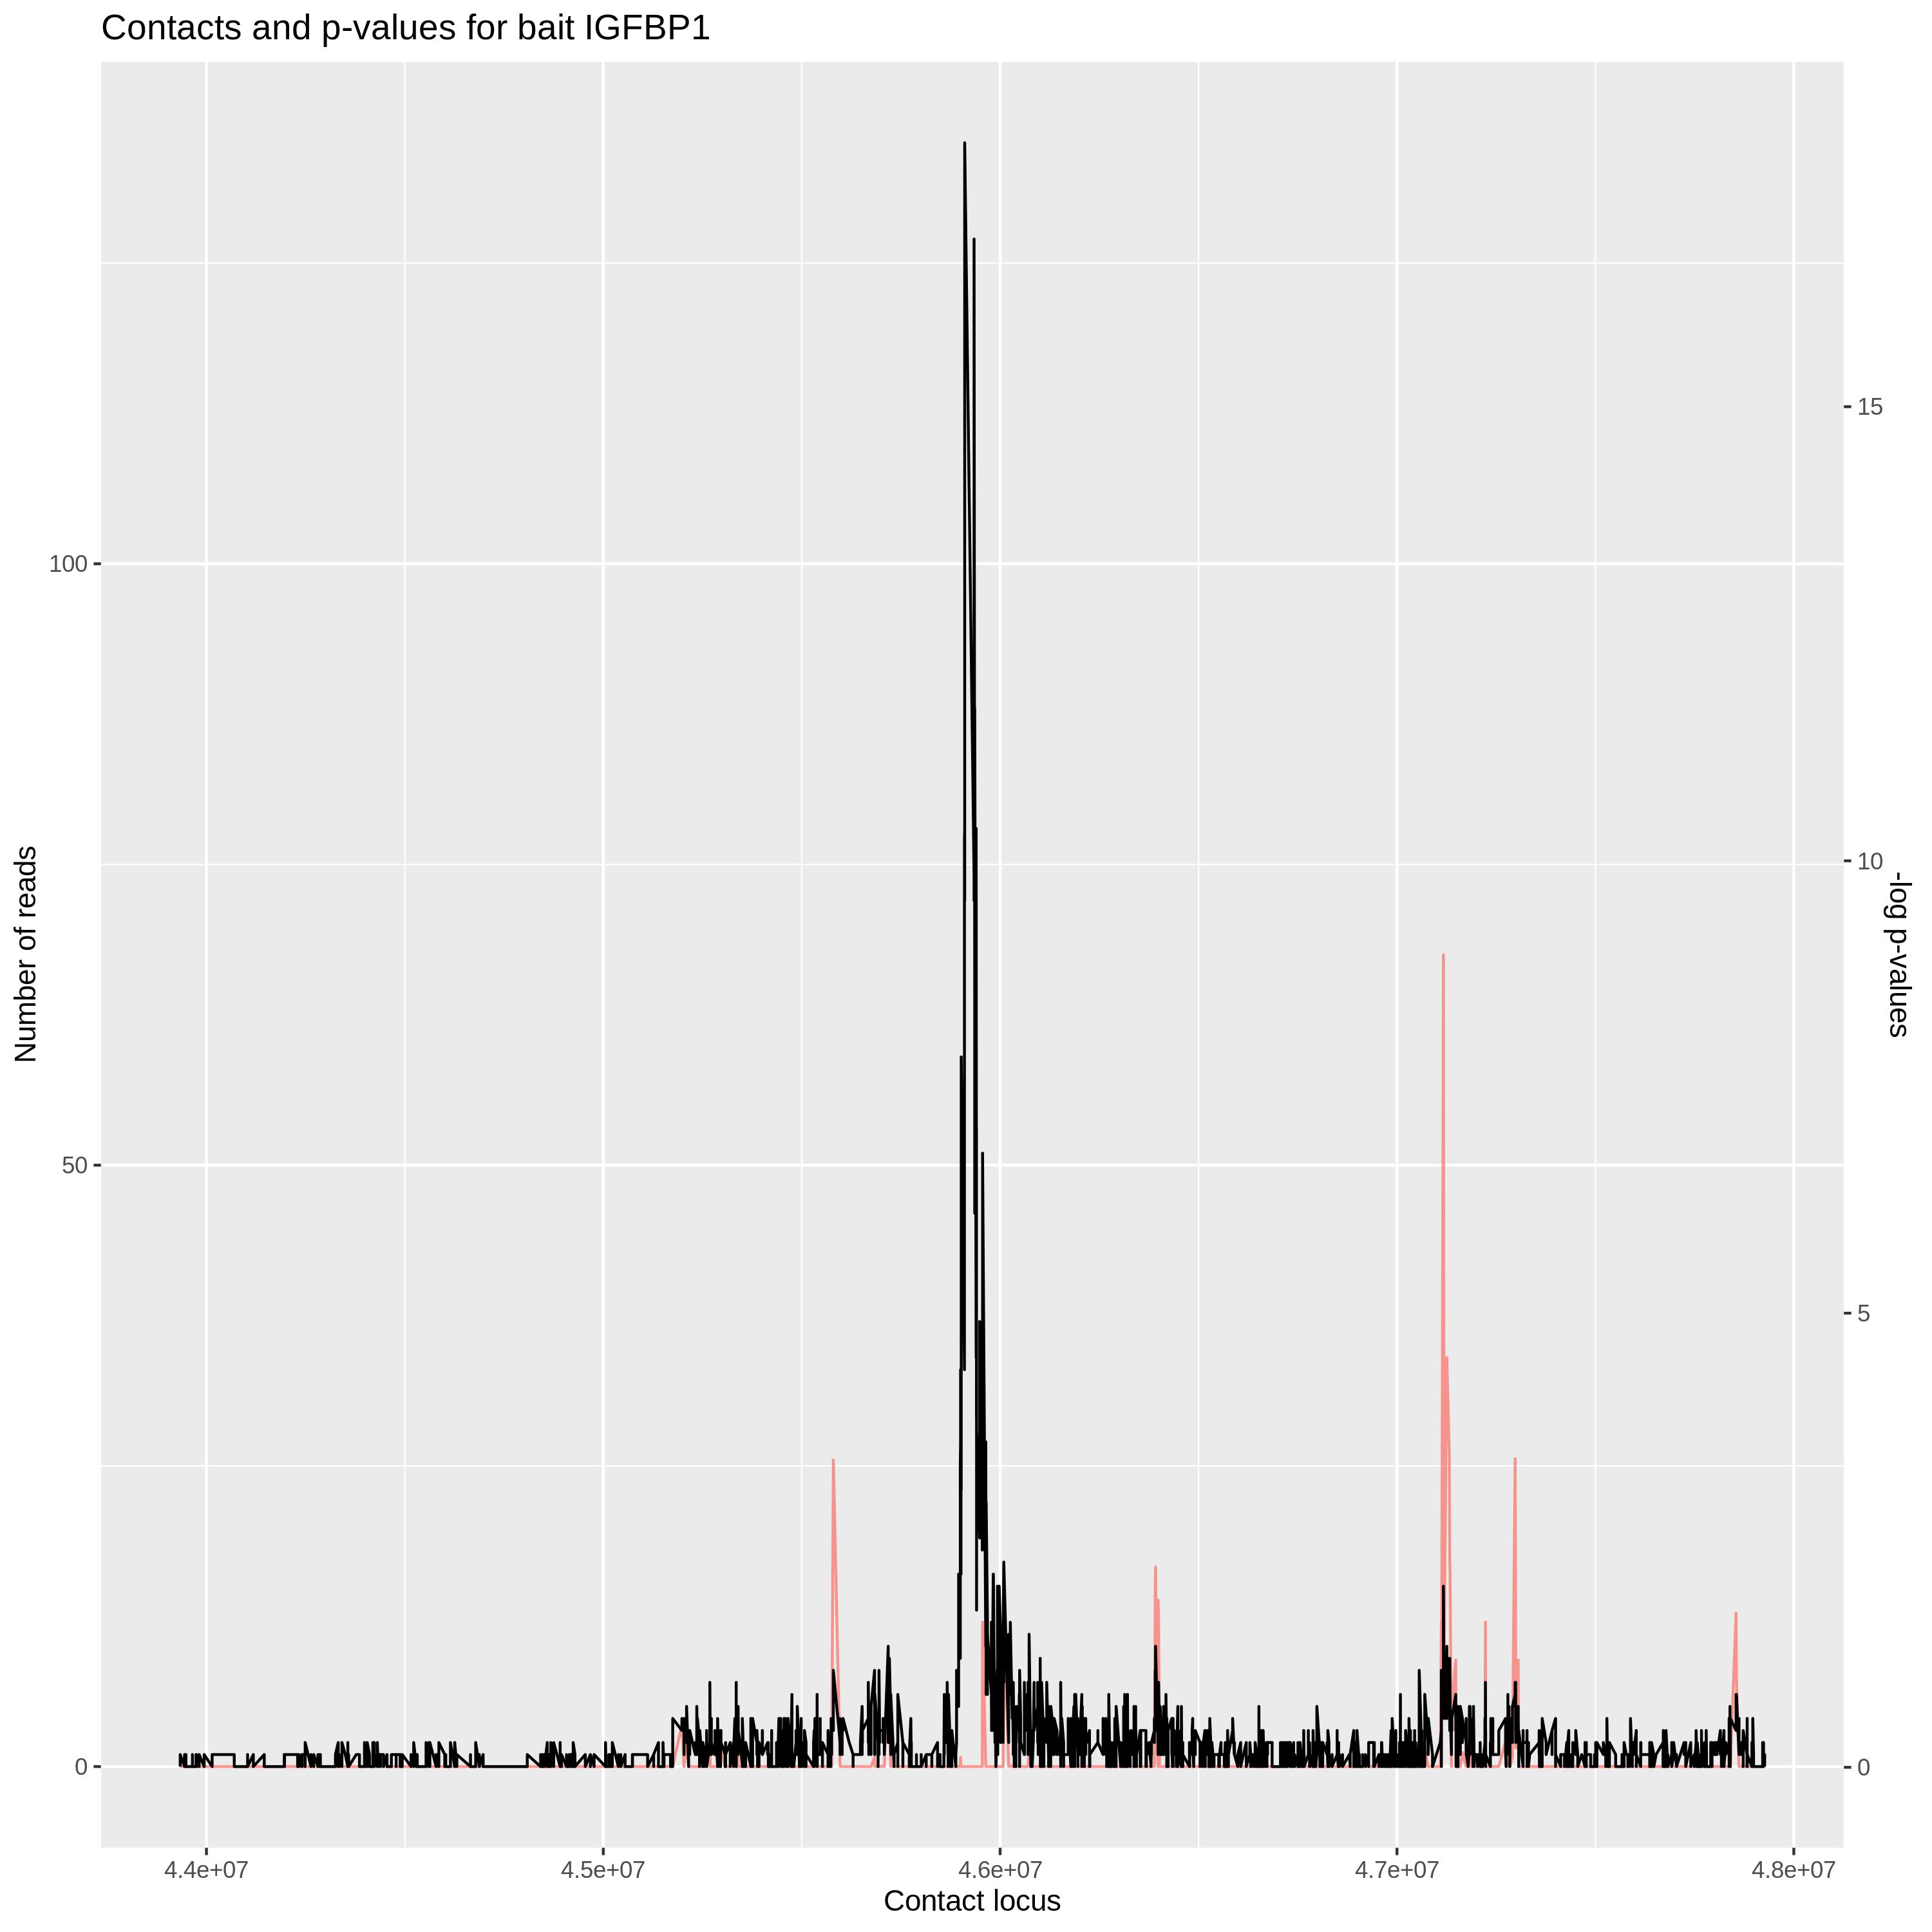 Contacts and p-values for bait IGFBP1
Number of reads
100
50
0
15
10
5
0
-log p-values
4.4e+07
4.5e+07
4.6e+07
4.7e+07
4.8e+07
Contact locus